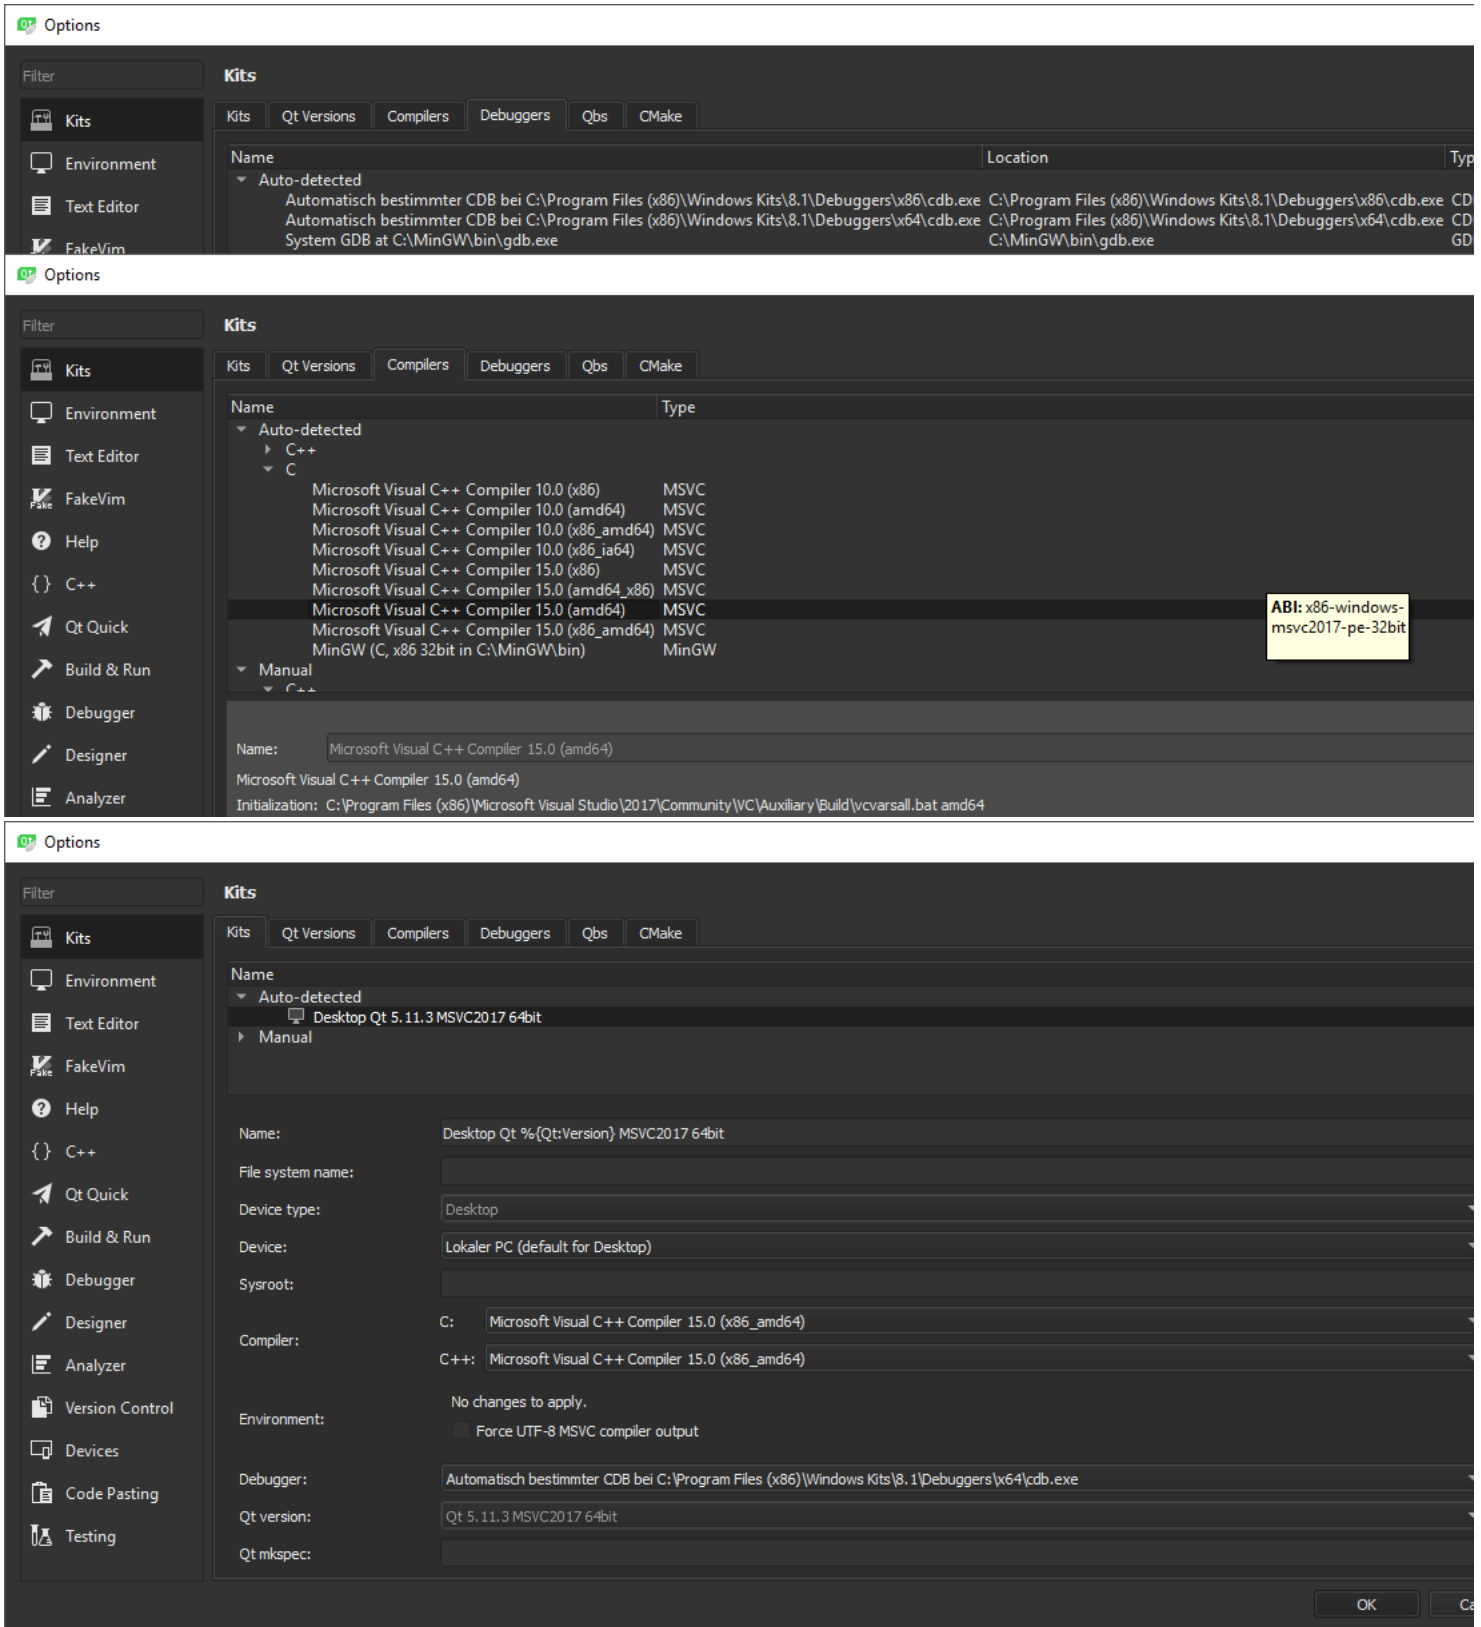 Options
Filter
Kits
Kits
Environment
Text Editor
FakeVim
Kits Qt Versions Compilers Debuggers Qbs CMake
Name Location Typ
Auto-detected
Automatisch bestimmter CDB bei C:\Program Files (x86)\Windows Kits\8.1\Debuggers\x86\cdb.exe C:\Program Files (x86)\Windows Kits\8.1\Debuggers\x86\cdb.exe CD
Automatisch bestimmter CDB bei C:\Program Files (x86)\Windows Kits\8.1\Debuggers\x64\cdb.exe C:\Program Files (x86)\Windows Kits\8.1\Debuggers\x64\cdb.exe CD
System GDB at C:\MinGW\bin\gdb.exe C:\MinGW\bin\gdb.exe GD
Options
Filter
Kits
Kits
Environment
Text Editor
FakeVim
Help
C++
Qt Quick
Build & Run
Debugger
Designer
Analyzer
Kits Qt Versions Compilers Debuggers Qbs CMake
Name Type
Auto-detected
C++
C
Microsoft Visual C++ Compiler 10.0 (x86) MSVC
Microsoft Visual C++ Compiler 10.0 (amd64) MSVC
Microsoft Visual C++ Compiler 10.0 (x86_amd64) MSVC
Microsoft Visual C++ Compiler 10.0 (x86_ia64) MSVC
Microsoft Visual C++ Compiler 15.0 (x86) MSVC
Microsoft Visual C++ Compiler 15.0 (amd64_x86) MSVC
Microsoft Visual C++ Compiler 15.0 (amd64) MSVC
Microsoft Visual C++ Compiler 15.0 (x86_amd64) MSVC
MinGW (C, x86 32bit in C:\MinGW\bin) MinGW
Manual
C++
ABI: x86-windows-
msvc2017-pe-32bit
Name: Microsoft Visual C++ Compiler 15.0 (amd64)
Microsoft Visual C++ Compiler 15.0 (amd64)
Initialization: C:\Program Files (x86)\Microsoft Visual Studio\2017\Community\VC\Auxiliary\Build\vcvarsall.bat amd64
Options
Filter
Kits
Kits
Environment
Text Editor
FakeVim
Help
C++
Qt Quick
Build & Run
Debugger
Designer
Analyzer
Version Control
Devices
Code Pasting
Testing
Kits Qt Versions Compilers Debuggers Qbs CMake
Name
Auto-detected
Desktop Qt 5.11.3 MSVC2017 64bit
Manual
Name: Desktop Qt %{Qt:Version} MSVC2017 64bit
File system name:
Device type: Desktop
Device: Lokaler PC (default for Desktop)
Sysroot:
Compiler:
C: Microsoft Visual C++ Compiler 15.0 (x86_amd64)
C++: Microsoft Visual C++ Compiler 15.0 (x86_amd64)
Environment:
No changes to apply.
Force UTF-8 MSVC compiler output
Debugger: Automatisch bestimmter CDB bei C:\Program Files (x86)\Windows Kits\8.1\Debuggers\x64\cdb.exe
Qt version: Qt 5.11.3 MSVC2017 64bit
Qt mkspec:
OK Ca